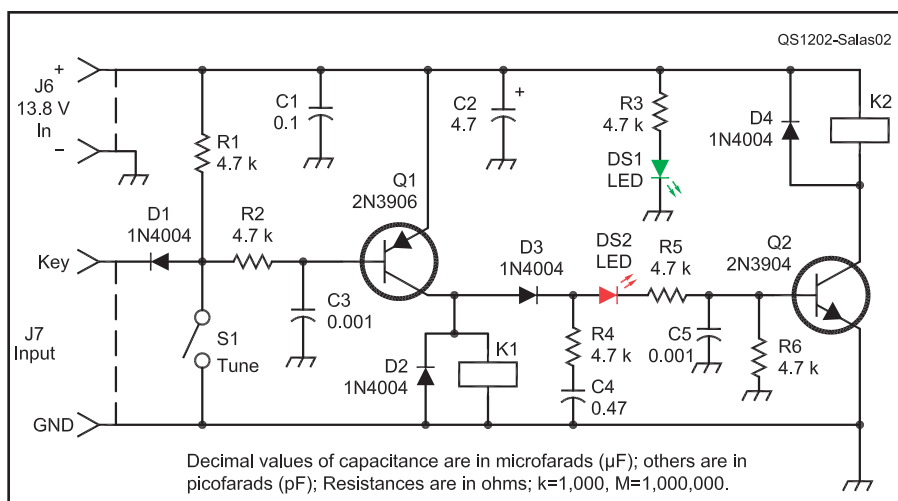 QS1202-Salas02
+
J6
13.8 V
In
−
R1
4.7 k
C1
0.1
C2
4.7
+
R3
4.7 k
DS1
LED
D4
1N4004
K2
Q1
2N3906
D1
1N4004
R2
4.7 k
Key
C3
0.001
D3
1N4004
DS2
LED
R5
4.7 k
Q2
2N3904
J7
Input
S1
Tune
D2
1N4004
K1
R4
4.7 k
C4
0.47
C5
0.001
R6
4.7 k
GND
Decimal values of capacitance are in microfarads (µF); others are in
picofarads (pF); Resistances are in ohms; k=1,000, M=1,000,000.